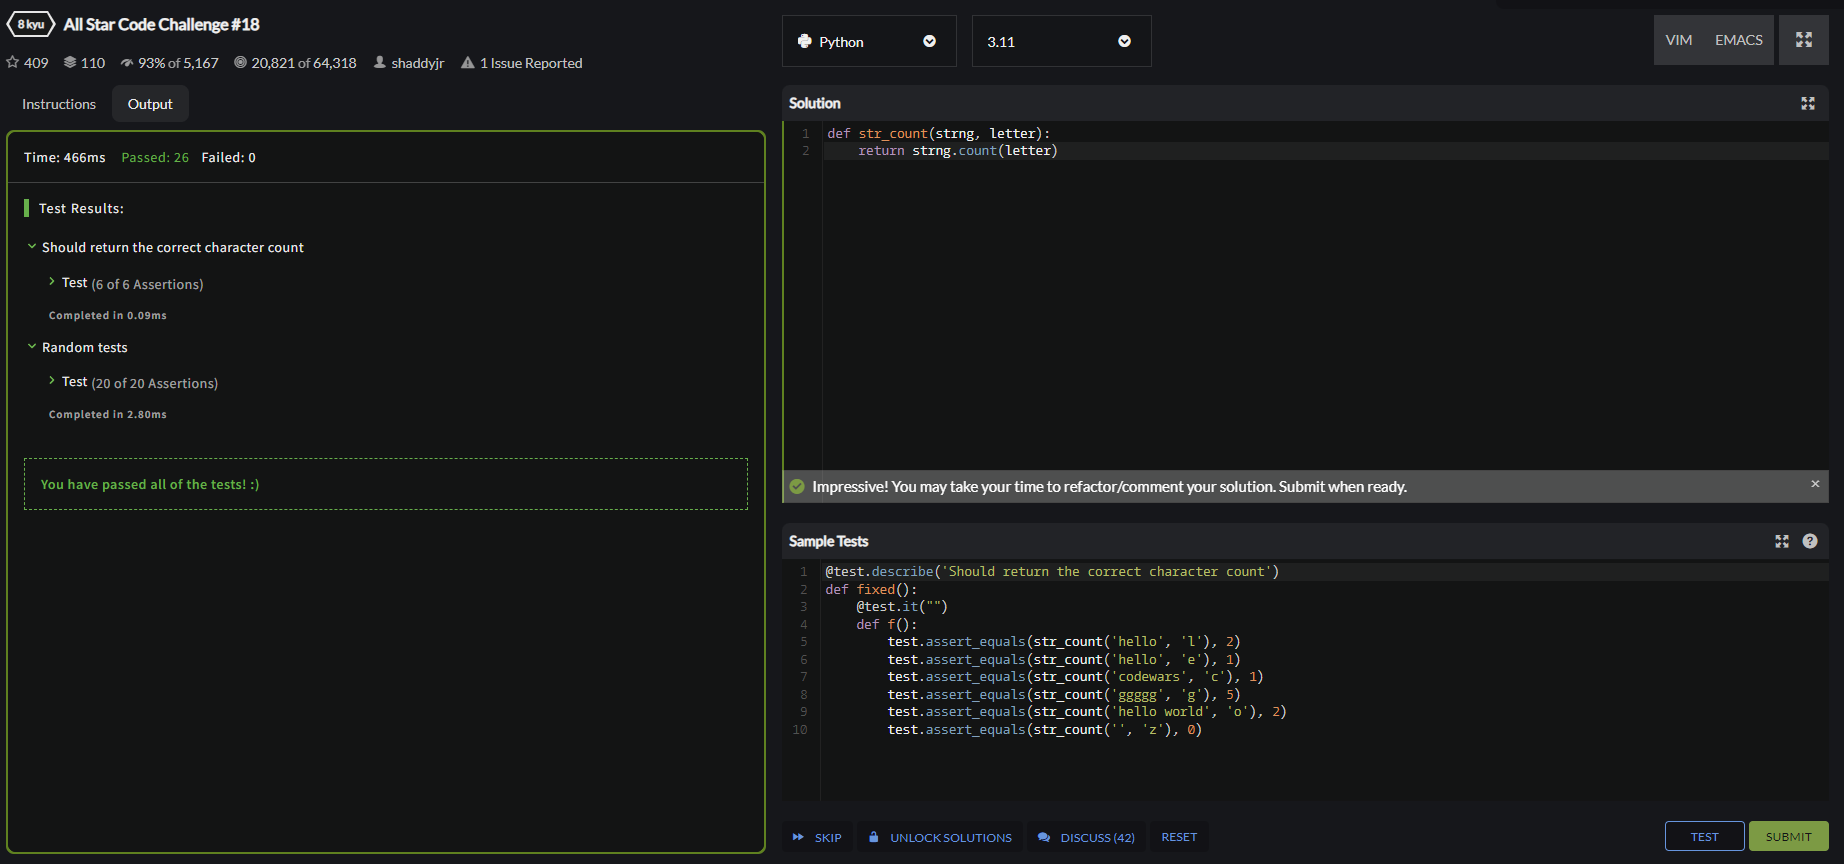 8 kyu All Star Code Challenge #18
409 110 93% of 5,167 20,821 of 64,318 shaddyjr 1 Issue Reported
Instructions Output
Time: 466ms Passed: 26 Failed: 0
Test Results:
Should return the correct character count
Test (6 of 6 Assertions)
Completed in 0.09ms
Random tests
Test (20 of 20 Assertions)
Completed in 2.80ms
You have passed all of the tests! :)
Python 3.11 VIM EMACS
Solution
1 def str_count(strng, letter):
2     return strng.count(letter)
Impressive! You may take your time to refactor/comment your solution. Submit when ready. ×
Sample Tests ?
1 @test.describe('Should return the correct character count')
2 def fixed():
3     @test.it("")
4     def f():
5         test.assert_equals(str_count('hello', 'l'), 2)
6         test.assert_equals(str_count('hello', 'e'), 1)
7         test.assert_equals(str_count('codewars', 'c'), 1)
8         test.assert_equals(str_count('ggggg', 'g'), 5)
9         test.assert_equals(str_count('hello world', 'o'), 2)
10         test.assert_equals(str_count('', 'z'), 0)
SKIP UNLOCK SOLUTIONS DISCUSS (42) RESET TEST SUBMIT